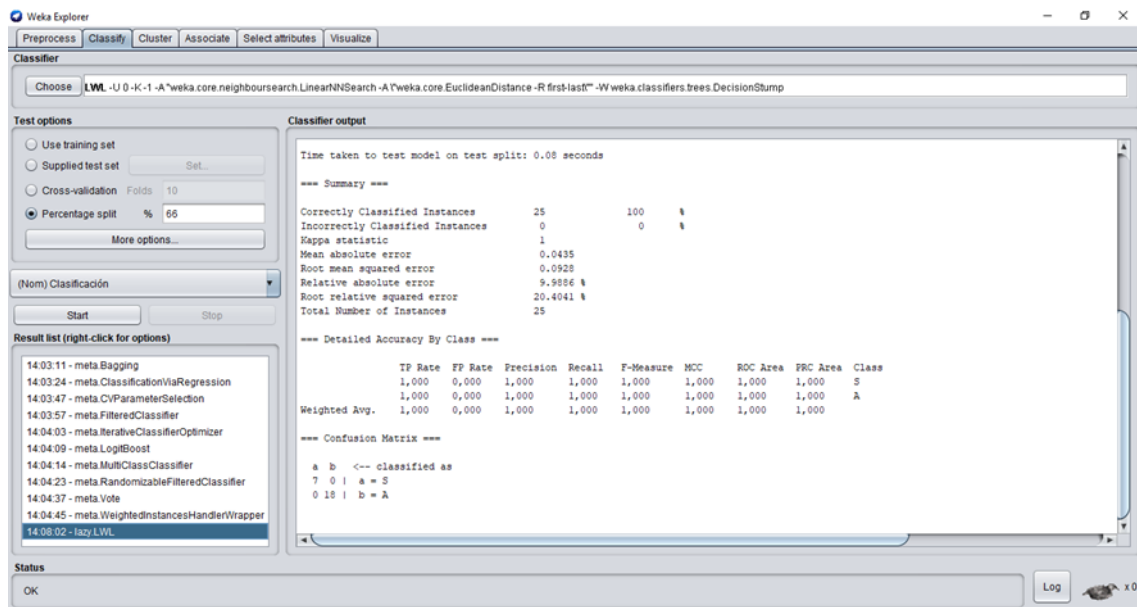 Weka Explorer
Preprocess Classify Cluster Associate Select attributes Visualize
Classifier
Choose LWL -U 0 -K -1 -A "weka.core.neighboursearch.LinearNNSearch -A \"weka.core.EuclideanDistance -R first-last\"" -W weka.classifiers.trees.DecisionStump
Test options
Use training set
Supplied test set Set...
Cross-validation Folds 10
Percentage split % 66
More options...
(Nom) Clasificación
Start Stop
Result list (right-click for options)
14:03:11 - meta.Bagging
14:03:24 - meta.ClassificationViaRegression
14:03:47 - meta.CVParameterSelection
14:03:57 - meta.FilteredClassifier
14:04:03 - meta.IterativeClassifierOptimizer
14:04:09 - meta.LogitBoost
14:04:14 - meta.MultiClassClassifier
14:04:23 - meta.RandomizableFilteredClassifier
14:04:37 - meta.Vote
14:04:45 - meta.WeightedInstancesHandlerWrapper
14:08:02 - lazy.LWL
Classifier output
Time taken to test model on test split: 0.08 seconds
=== Summary ===
Correctly Classified Instances 25 100 %
Incorrectly Classified Instances 0 0 %
Kappa statistic 1
Mean absolute error 0.0435
Root mean squared error 0.0928
Relative absolute error 9.9886 %
Root relative squared error 20.4041 %
Total Number of Instances 25
=== Detailed Accuracy By Class ===
TP Rate FP Rate Precision Recall F-Measure MCC ROC Area PRC Area Class
1,000 0,000 1,000 1,000 1,000 1,000 1,000 1,000 S
1,000 0,000 1,000 1,000 1,000 1,000 1,000 1,000 A
Weighted Avg. 1,000 0,000 1,000 1,000 1,000 1,000 1,000 1,000
=== Confusion Matrix ===
a b <-- classified as
7 0 | a = S
0 18 | b = A
Status
OK
Log x 0